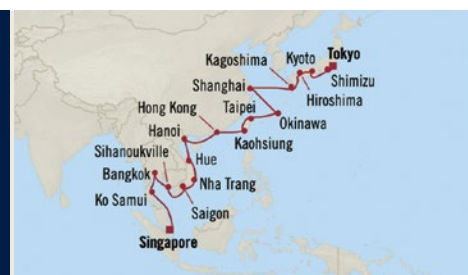 Tokyo
Kyoto
Kagoshima
Shimizu
Shanghai
Hiroshima
Taipei
Hong Kong
Okinawa
Hanoi
Kaohsiung
Sihanoukville
Hue
Bangkok
Nha Trang
Ko Samui
Saigon
Singapore